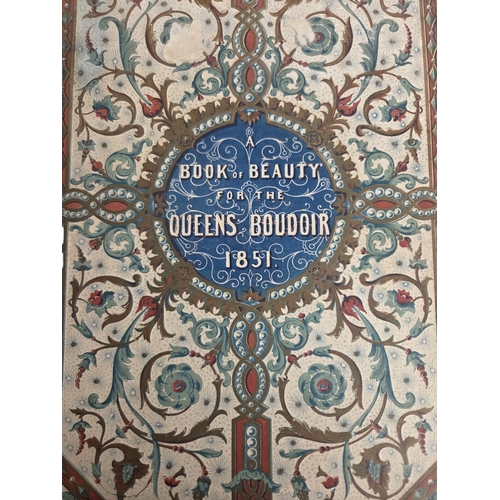 A
BOOK OF BEAUTY
FOR THE
QUEENS BOUDOIR
1851.